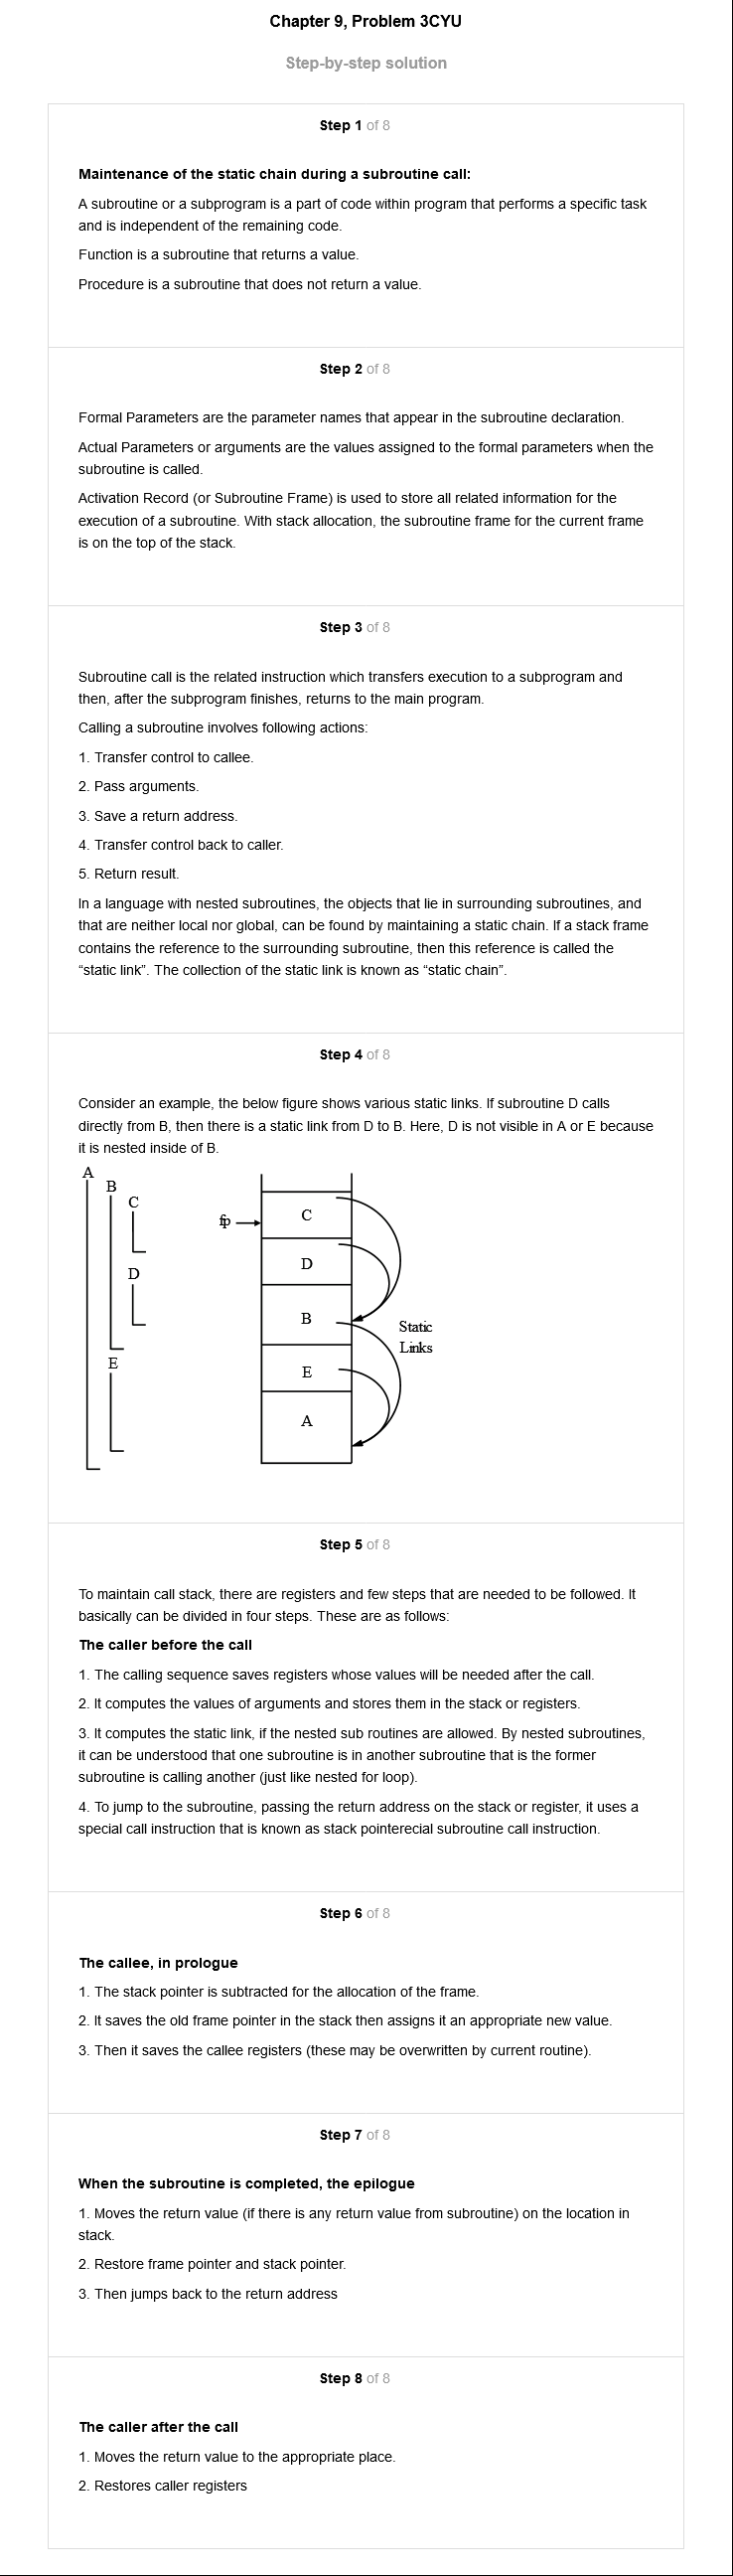 Chapter 9, Problem 3CYU
Step-by-step solution
Step 1 of 8
Maintenance of the static chain during a subroutine call:
A subroutine or a subprogram is a part of code within program that performs a specific task
and is independent of the remaining code.
Function is a subroutine that returns a value.
Procedure is a subroutine that does not return a value.
Step 2 of 8
Formal Parameters are the parameter names that appear in the subroutine declaration.
Actual Parameters or arguments are the values assigned to the formal parameters when the
subroutine is called.
Activation Record (or Subroutine Frame) is used to store all related information for the
execution of a subroutine. With stack allocation, the subroutine frame for the current frame
is on the top of the stack.
Step 3 of 8
Subroutine call is the related instruction which transfers execution to a subprogram and
then, after the subprogram finishes, returns to the main program.
Calling a subroutine involves following actions:
1. Transfer control to callee.
2. Pass arguments.
3. Save a return address.
4. Transfer control back to caller.
5. Return result.
In a language with nested subroutines, the objects that lie in surrounding subroutines, and
that are neither local nor global, can be found by maintaining a static chain. If a stack frame
contains the reference to the surrounding subroutine, then this reference is called the
“static link”. The collection of the static link is known as “static chain”.
Step 4 of 8
Consider an example, the below figure shows various static links. If subroutine D calls
directly from B, then there is a static link from D to B. Here, D is not visible in A or E because
it is nested inside of B.
A
B
C
D
E
fp
C
D
B
E
A
Static
Links
Step 5 of 8
To maintain call stack, there are registers and few steps that are needed to be followed. It
basically can be divided in four steps. These are as follows:
The caller before the call
1. The calling sequence saves registers whose values will be needed after the call.
2. It computes the values of arguments and stores them in the stack or registers.
3. It computes the static link, if the nested sub routines are allowed. By nested subroutines,
it can be understood that one subroutine is in another subroutine that is the former
subroutine is calling another (just like nested for loop).
4. To jump to the subroutine, passing the return address on the stack or register, it uses a
special call instruction that is known as stack pointerecial subroutine call instruction.
Step 6 of 8
The callee, in prologue
1. The stack pointer is subtracted for the allocation of the frame.
2. It saves the old frame pointer in the stack then assigns it an appropriate new value.
3. Then it saves the callee registers (these may be overwritten by current routine).
Step 7 of 8
When the subroutine is completed, the epilogue
1. Moves the return value (if there is any return value from subroutine) on the location in
stack.
2. Restore frame pointer and stack pointer.
3. Then jumps back to the return address
Step 8 of 8
The caller after the call
1. Moves the return value to the appropriate place.
2. Restores caller registers